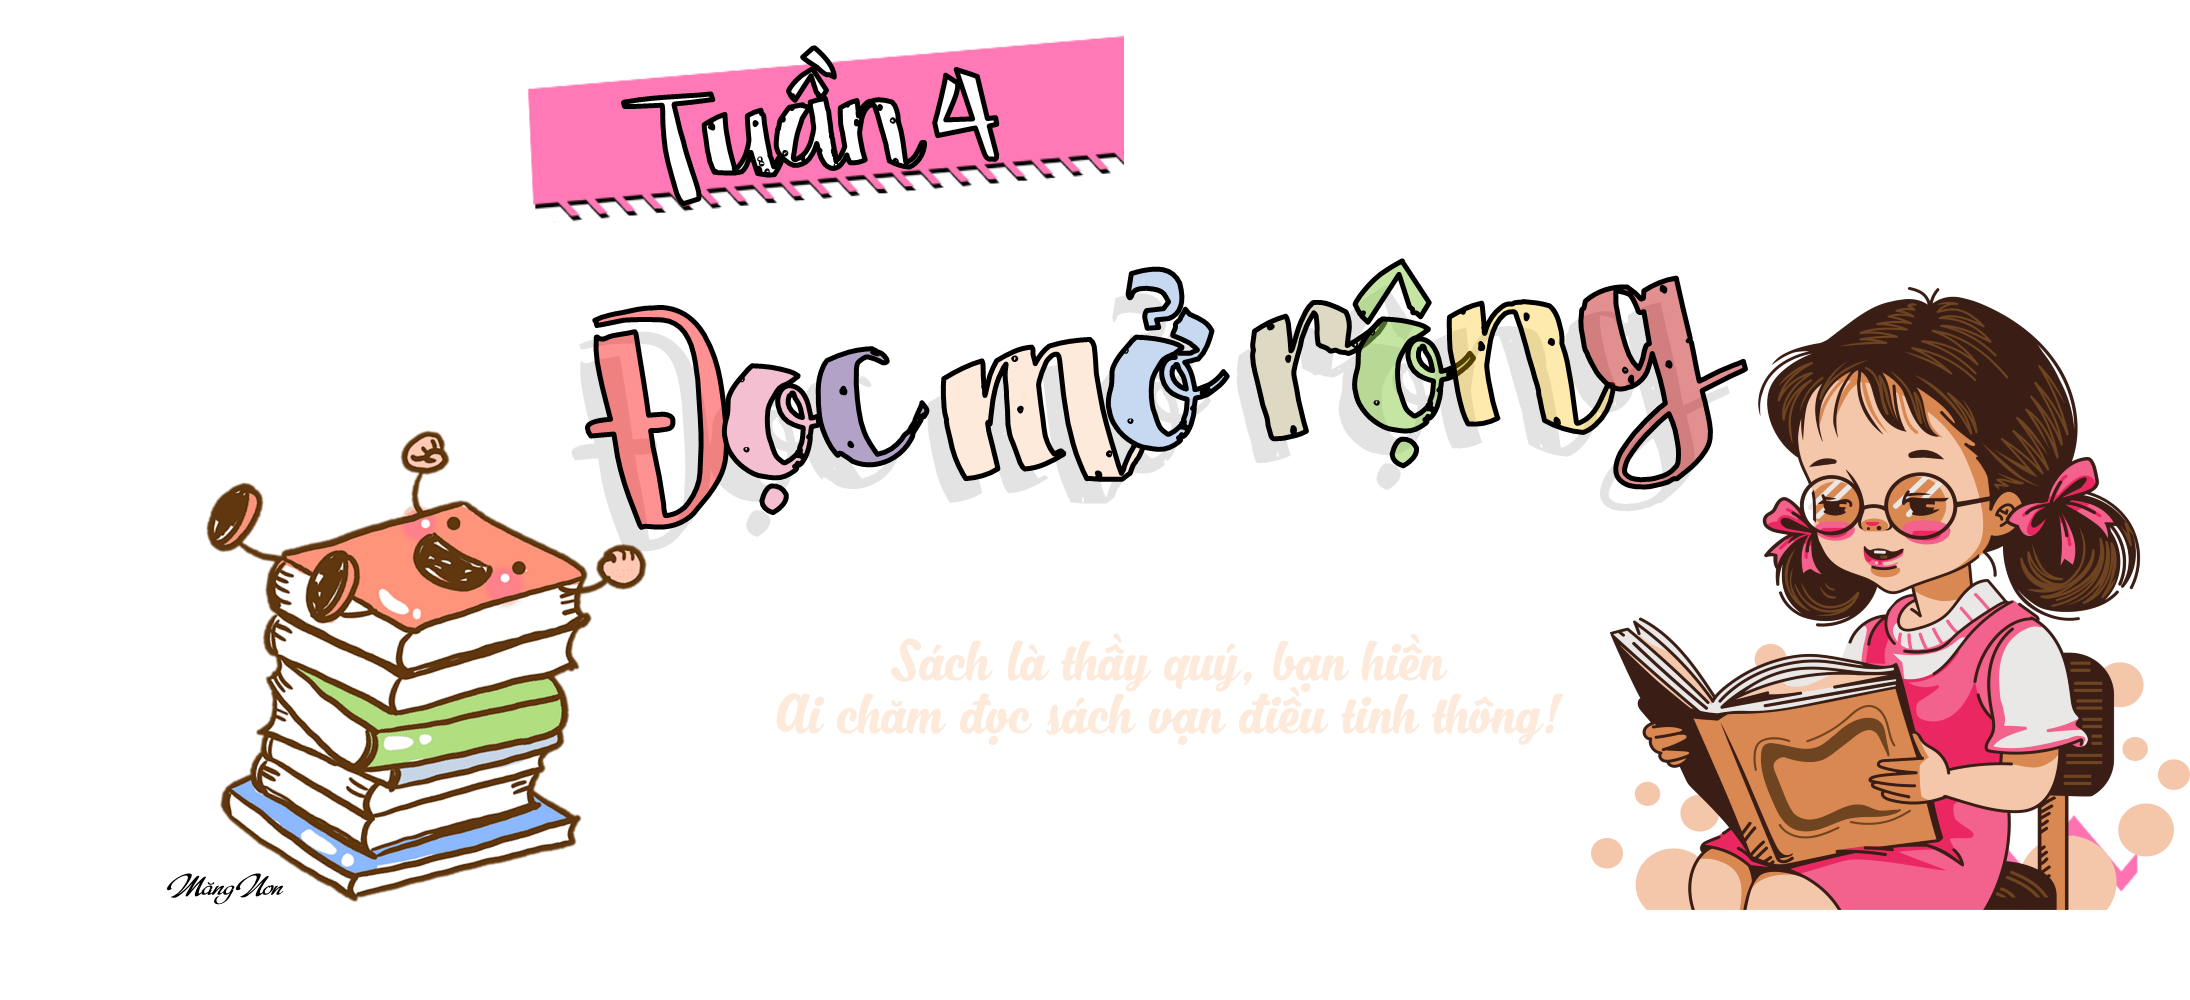 Tuần 4
Đọc mở rộng
Sách là thầy quý, bạn hiền
Ai chăm đọc sách vạn điều tinh thông!
Măng Non